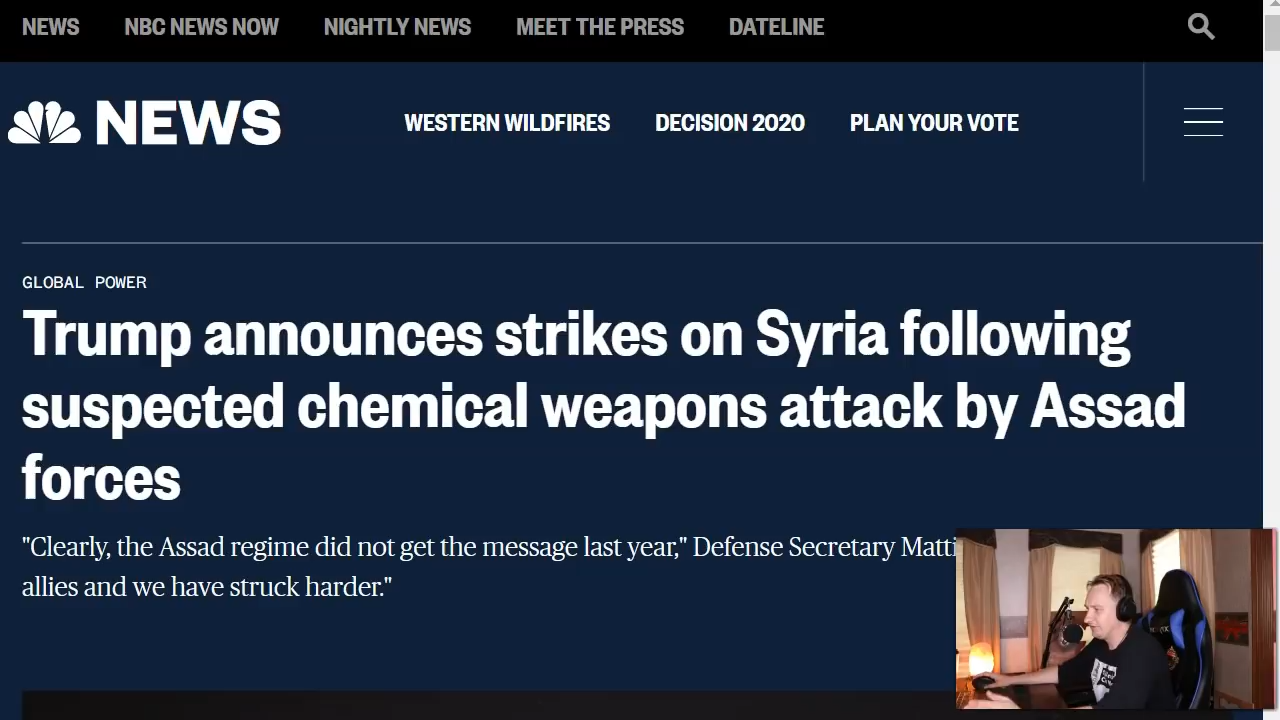 NEWS NBC NEWS NOW NIGHTLY NEWS MEET THE PRESS DATELINE
NEWS WESTERN WILDFIRES DECISION 2020 PLAN YOUR VOTE
GLOBAL POWER
Trump announces strikes on Syria following
suspected chemical weapons attack by Assad
forces
"Clearly, the Assad regime did not get the message last year," Defense Secretary
allies and we have struck harder."